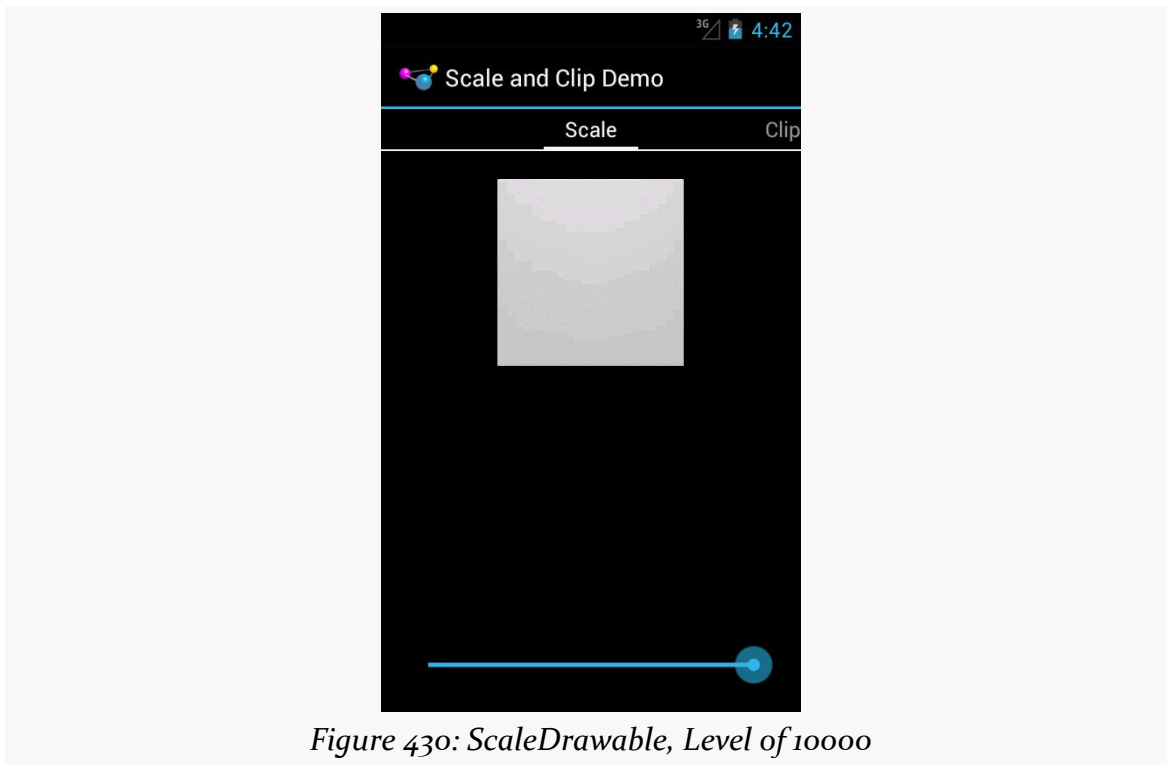 3G 4:42
Scale and Clip Demo
Scale Clip
Figure 430: ScaleDrawable, Level of 10000